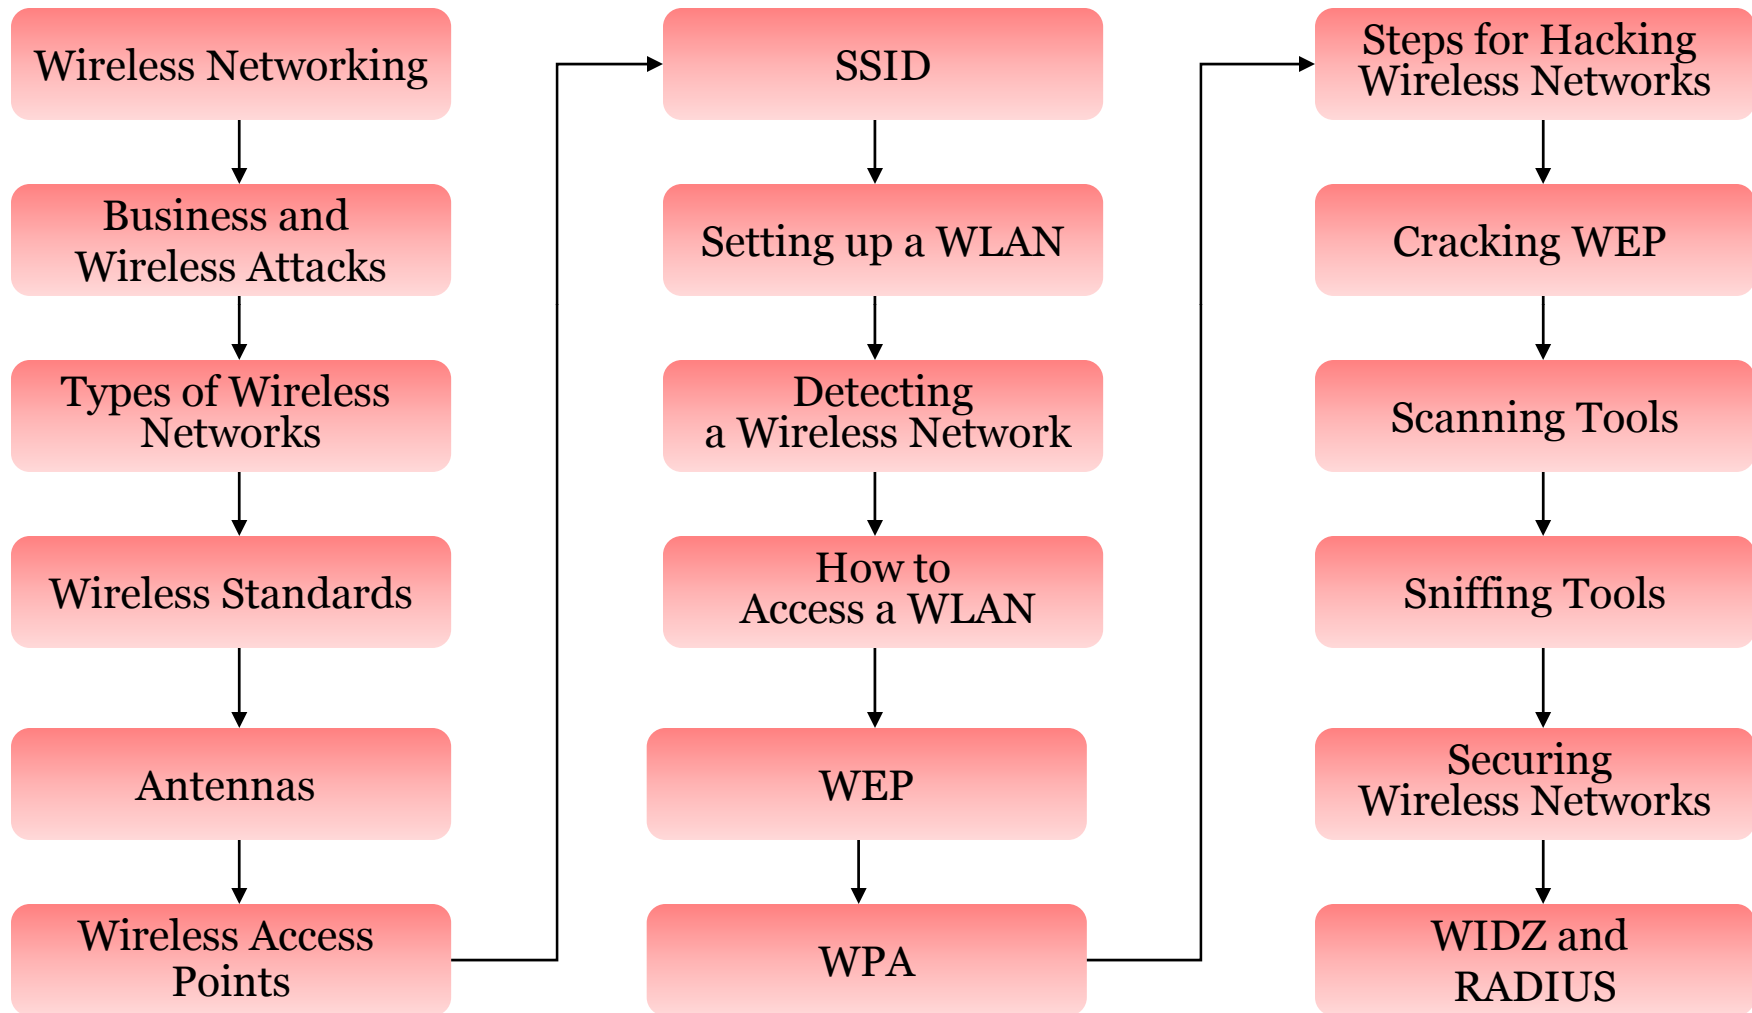 Wireless Networking
Business and
Wireless Attacks
Types of Wireless
Networks
Wireless Standards
Antennas
Wireless Access
Points
SSID
Setting up a WLAN
Detecting
a Wireless Network
How to
Access a WLAN
WEP
WPA
Steps for Hacking
Wireless Networks
Cracking WEP
Scanning Tools
Sniffing Tools
Securing
Wireless Networks
WIDZ and
RADIUS